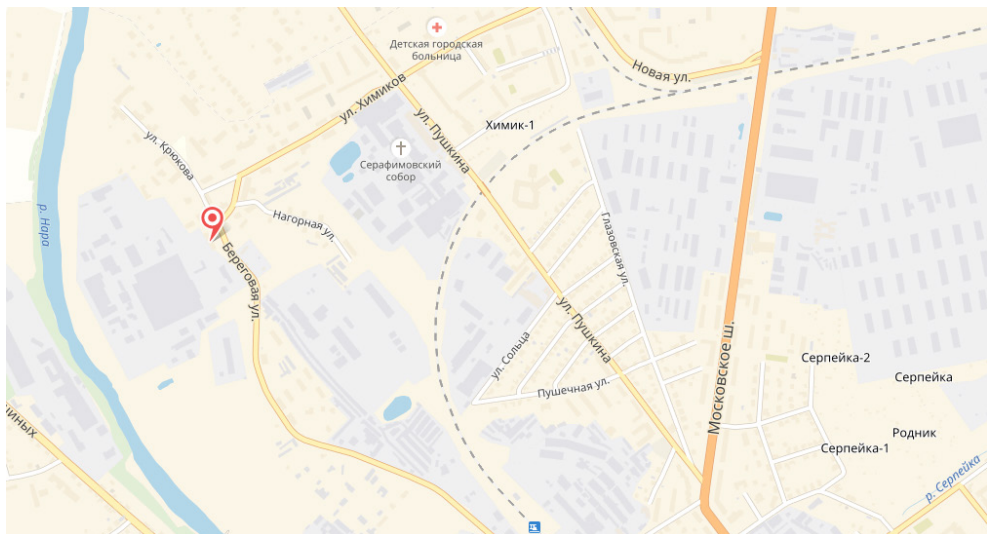 Детская городская
больница
Новая ул.
ул. Химиков
ул. Пушкина
Химик-1
ул. Крюкова
Серафимовский
собор
р. Нара
Нагорная ул.
Глазовская ул.
Береговая ул.
ул. Пушкина
ул. Сольца
Московское ш.
Серпейка-2
Пушечная ул.
Серпейка
Родник
Серпейка-1
р. Серпейка